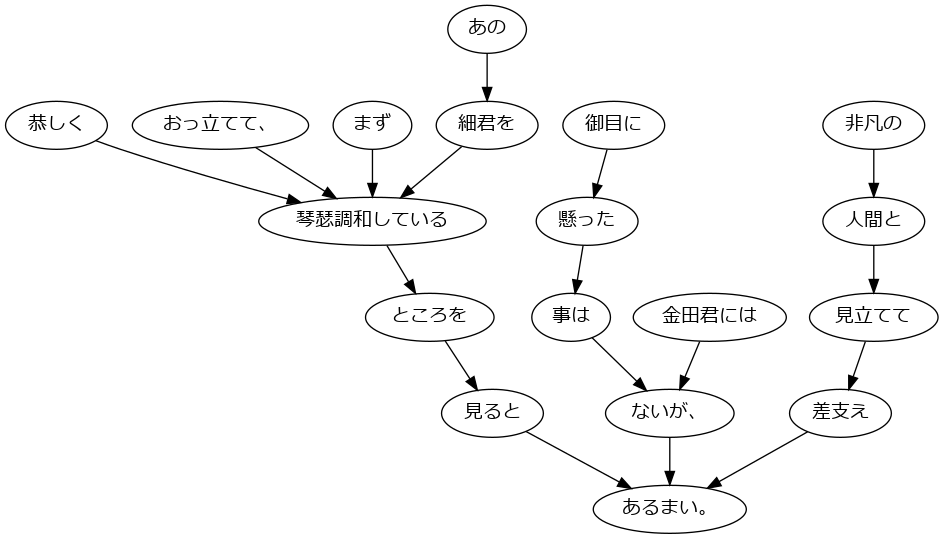 あの
恭しく
おっ立てて、
まず
細君を
御目に
非凡の
琴瑟調和している
懸った
人間と
ところを
事は
金田君には
見立てて
見ると
ないが、
差支え
あるまい。